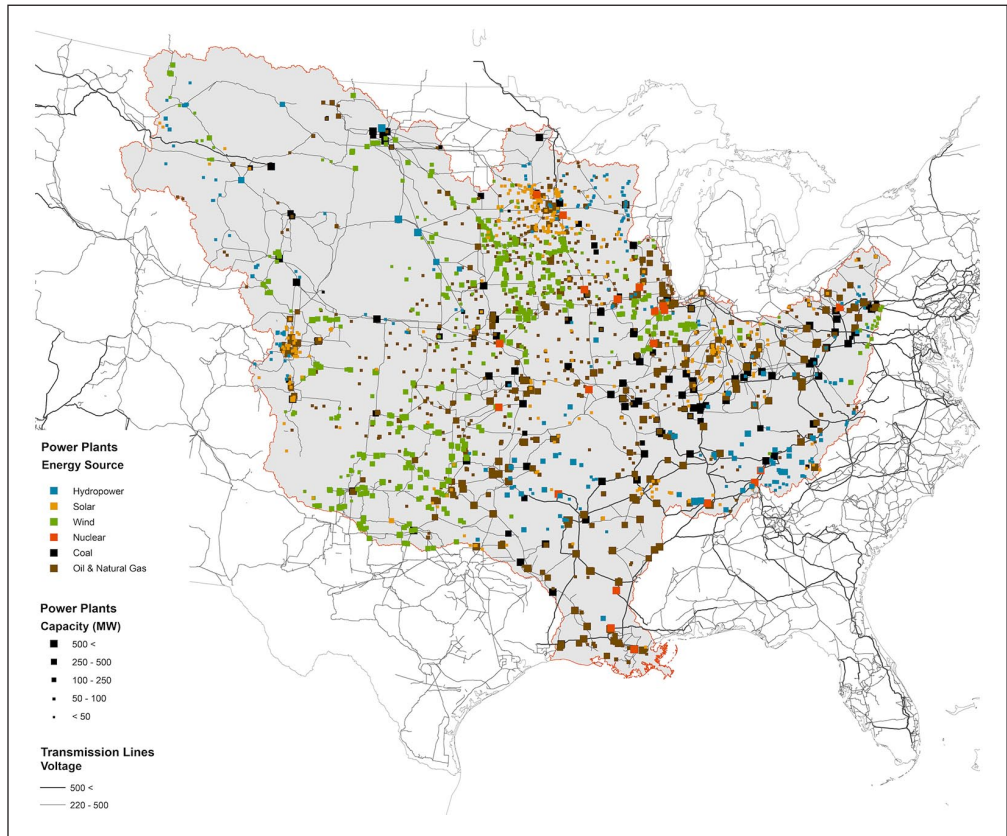 Power Plants
Energy Source
Hydropower
Solar
Wind
Nuclear
Coal
Oil & Natural Gas
Power Plants
Capacity (MW)
500 <
250 - 500
100 - 250
50 - 100
< 50
Transmission Lines
Voltage
500 <
220 - 500